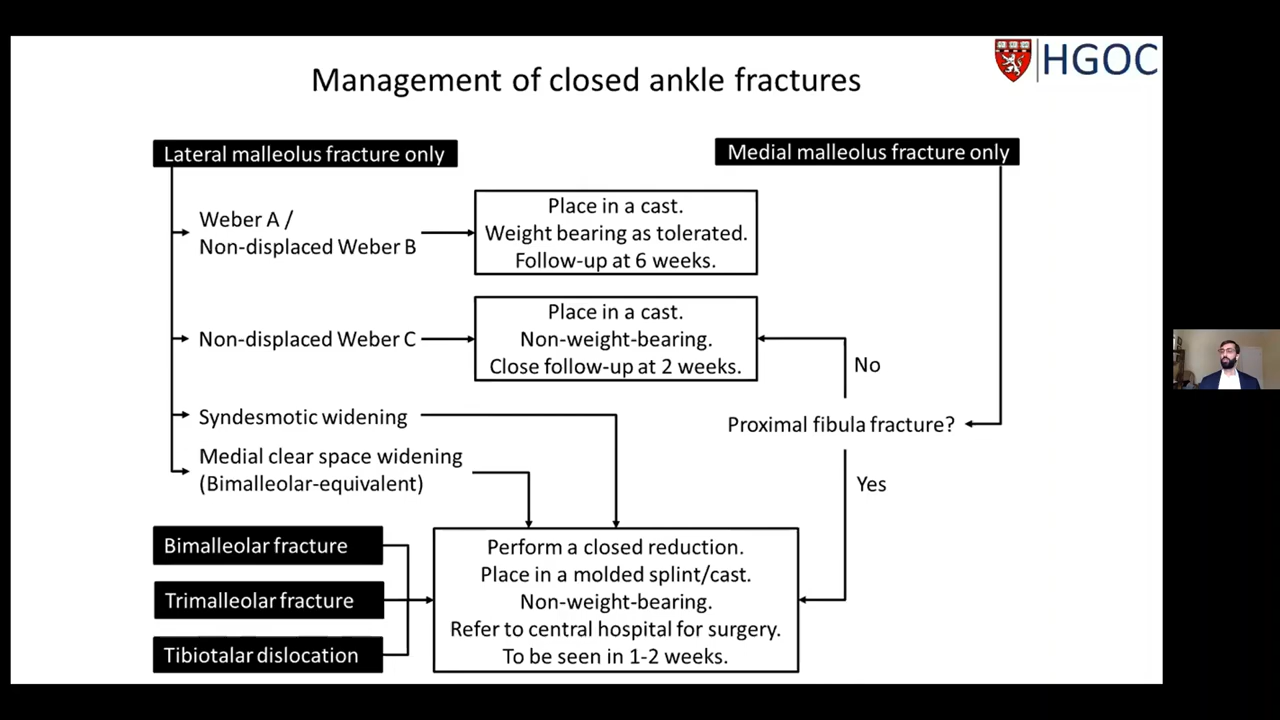 HGOC
Management of closed ankle fractures
Lateral malleolus fracture only
Medial malleolus fracture only
Weber A /
Non-displaced Weber B
Place in a cast.
Weight bearing as tolerated.
Follow-up at 6 weeks.
Non-displaced Weber C
Place in a cast.
Non-weight-bearing.
Close follow-up at 2 weeks.
No
Syndesmotic widening
Proximal fibula fracture?
Medial clear space widening
(Bimalleolar-equivalent)
Yes
Bimalleolar fracture
Trimalleolar fracture
Tibiotalar dislocation
Perform a closed reduction.
Place in a molded splint/cast.
Non-weight-bearing.
Refer to central hospital for surgery.
To be seen in 1-2 weeks.